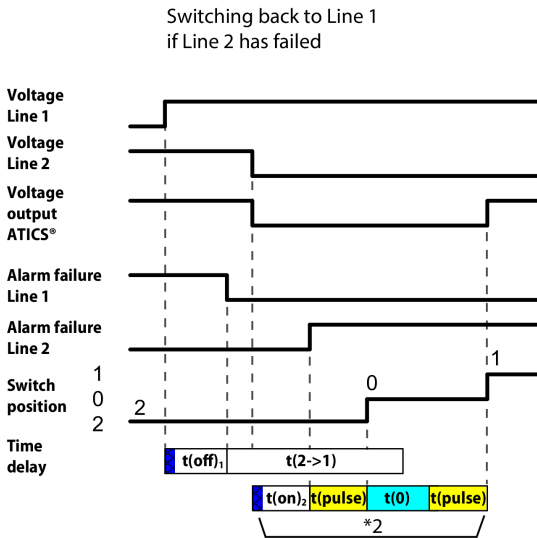 Switching back to Line 1
if Line 2 has failed
Voltage
Line 1
Voltage
Line 2
Voltage
output
ATICS®
Alarm failure
Line 1
Alarm failure
Line 2
Switch
position
1
0
2
2
0
1
Time
delay
t(off)₁
t(2->1)
t(on)₂
t(pulse)
t(0)
t(pulse)
*2